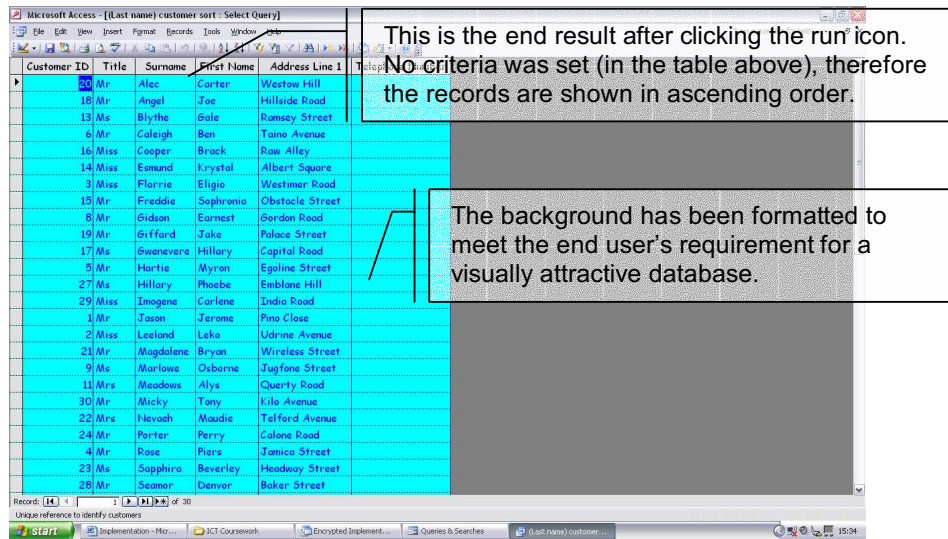 Microsoft Access - [(Last name) customer sort : Select Query]
File Edit View Insert Format Records Tools Window Help
This is the end result after clicking the run icon.
NO criteria was set (in the table above), therefore
the records are shown in ascending order.
Customer ID Title Surname First Name Address Line 1
20 Mr Alec Carter Westow Hill
18 Mr Angel Joe Hillside Road
13 Ms Blythe Gale Ramsey Street
6 Mr Caleigh Ben Taino Avenue
16 Miss Cooper Brock Raw Alley
14 Miss Esmund Krystal Albert Square
3 Miss Florrie Eligio Westimer Road
15 Mr Freddie Sophronia Obstacle Street
8 Mr Gidson Earnest Gordon Road
19 Mr Gifford Jake Palace Street
17 Ms Gwenevere Hillary Capital Road
5 Mr Hartie Myron Egoline Street
27 Ms Hillary Phoebe Emblane Hill
29 Miss Imogene Carlene India Road
1 Mr Jason Jerome Pino Close
2 Miss Leeland Leko Udrine Avenue
21 Mr Magdalene Bryan Wireless Street
9 Ms Marlowe Osborne Jugfone Street
11 Mrs Meadows Alys Querty Road
30 Mr Micky Tony Kilo Avenue
22 Mrs Nevaeh Maudie Telford Avenue
24 Mr Porter Perry Calone Road
4 Mr Rose Piers Jamica Street
23 Ms Sapphira Beverley Headway Street
28 Mr Seamor Denvor Baker Street
The background has been formatted to
meet the end user's requirement for a
visually attractive database.
Record: 1 of 30
Unique reference to identify customers
start Implementation - Micr... ICT Coursework Encrypted Implement... Queries & Searches (Last name) customer... 15:34